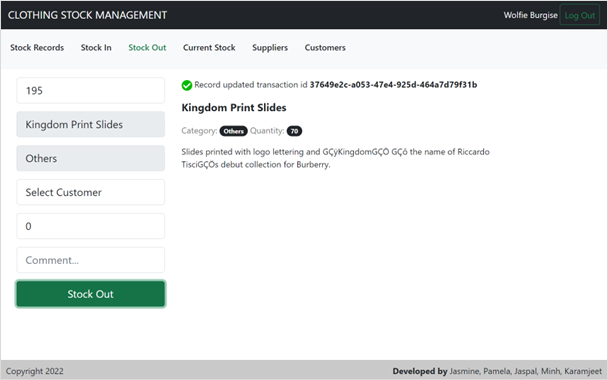 CLOTHING STOCK MANAGEMENT
Wolfie Burgise Log Out
Stock Records Stock In Stock Out Current Stock Suppliers Customers
195
Record updated transaction id 37649e2c-a053-47e4-925d-464a7d79f31b
Kingdom Print Slides
Kingdom Print Slides
Category: Others Quantity: 70
Others
Slides printed with logo lettering and GÇÿKingdomGÇÖ GÇô the name of Riccardo
TisciGÇÖs debut collection for Burberry.
Select Customer
0
Comment...
Stock Out
Copyright 2022
Developed by Jasmine, Pamela, Jaspal, Minh, Karamjeet